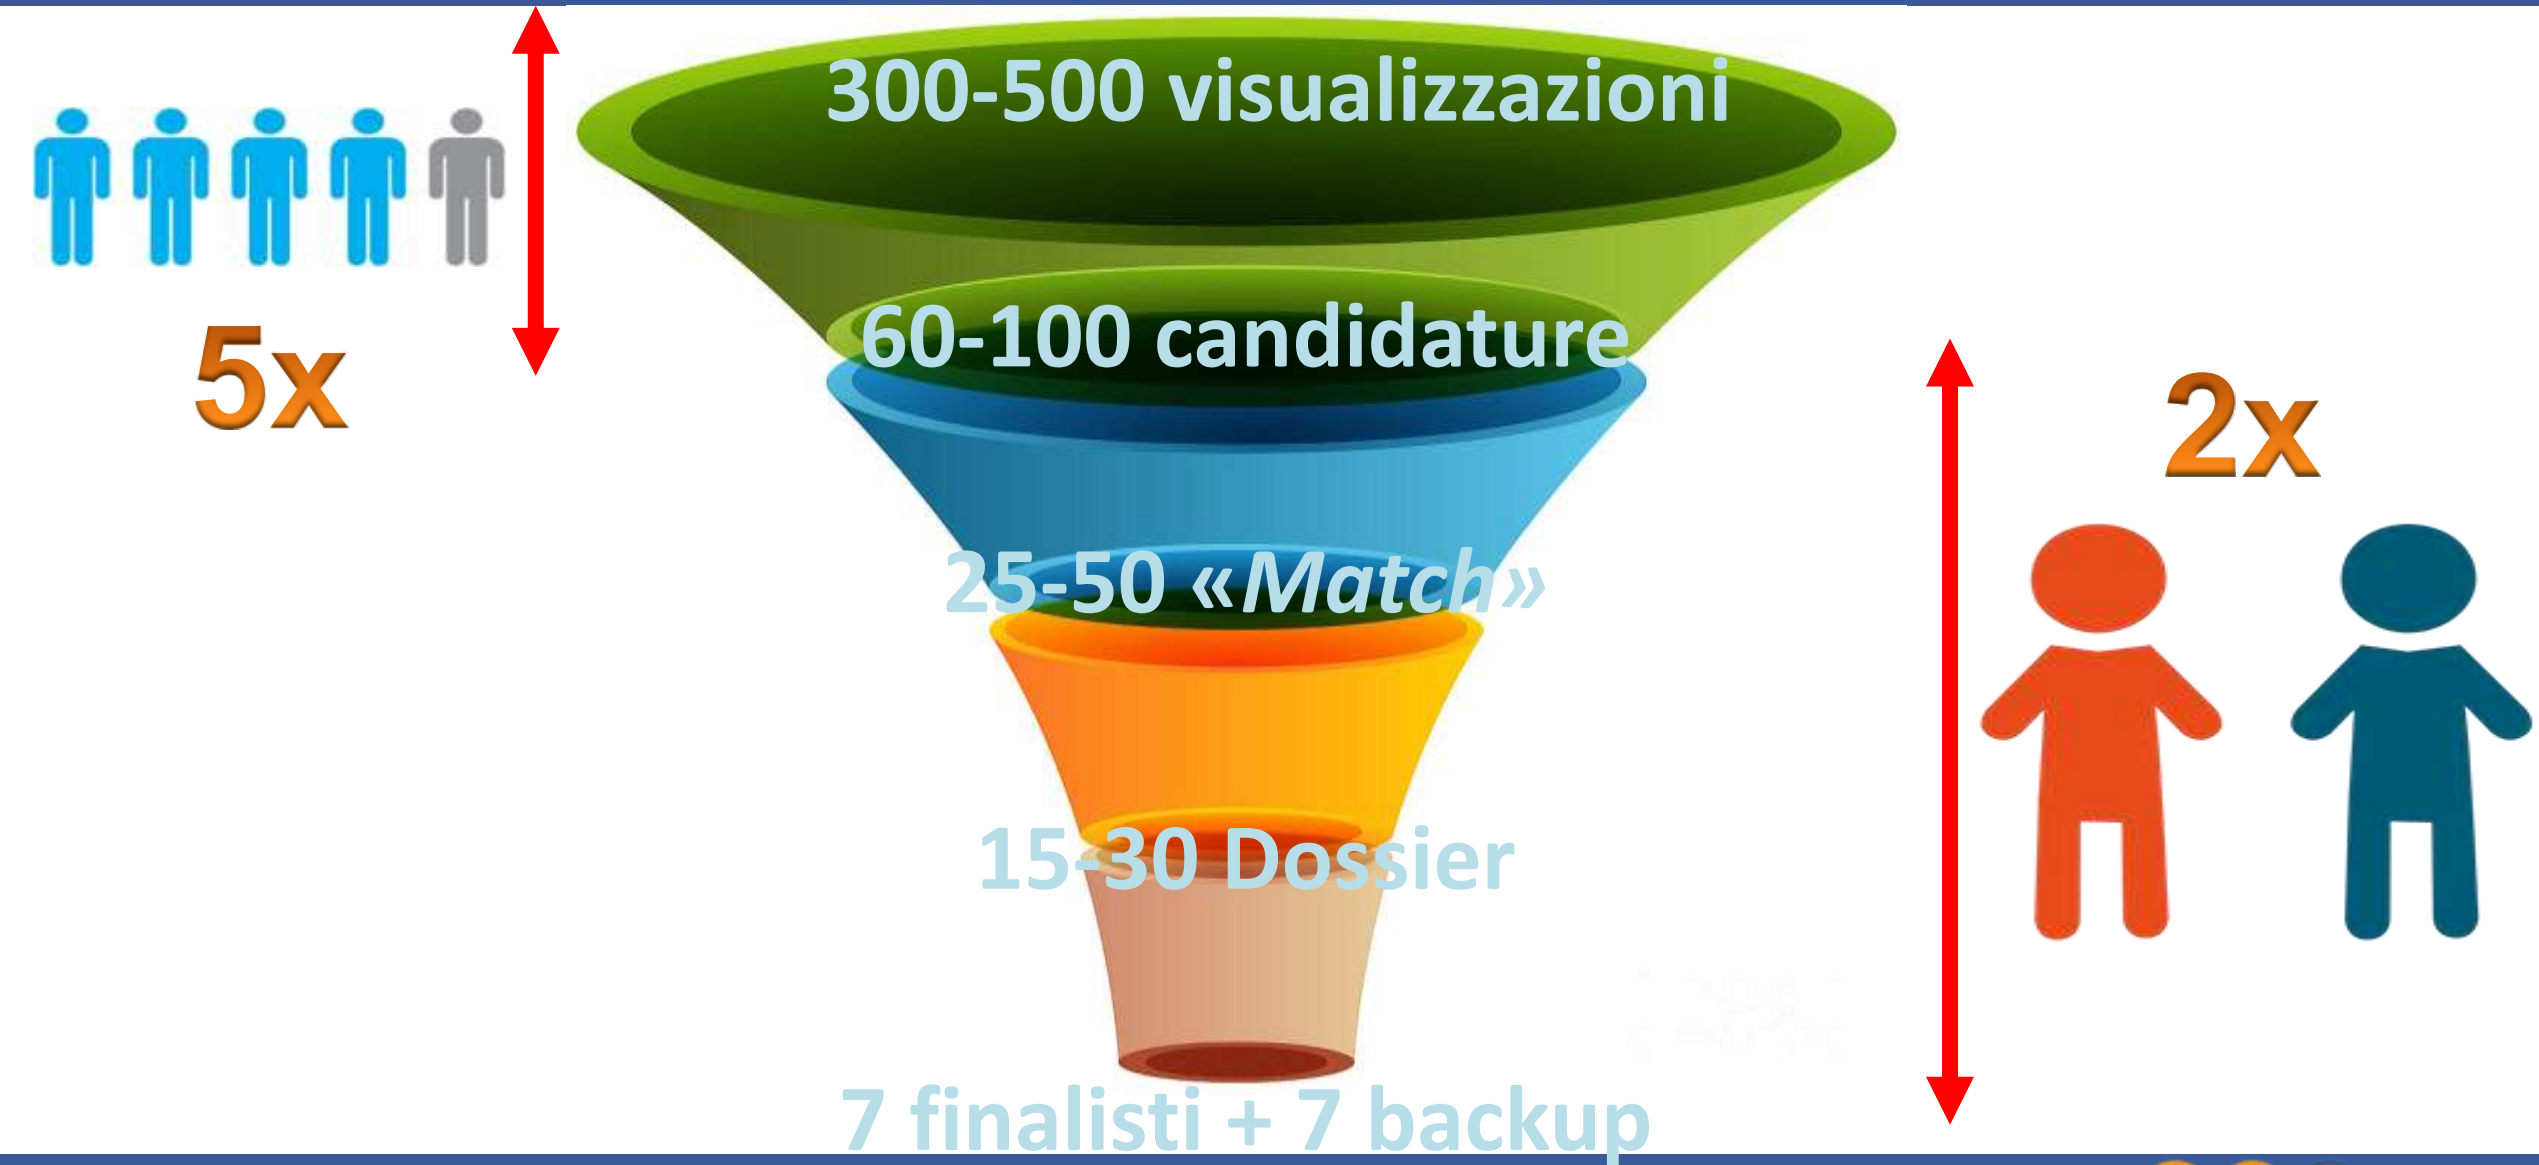 300-500 visualizzazioni
60-100 candidature
5x
2x
25-50 «Match»
15-30 Dossier
7 finalisti + 7 backup